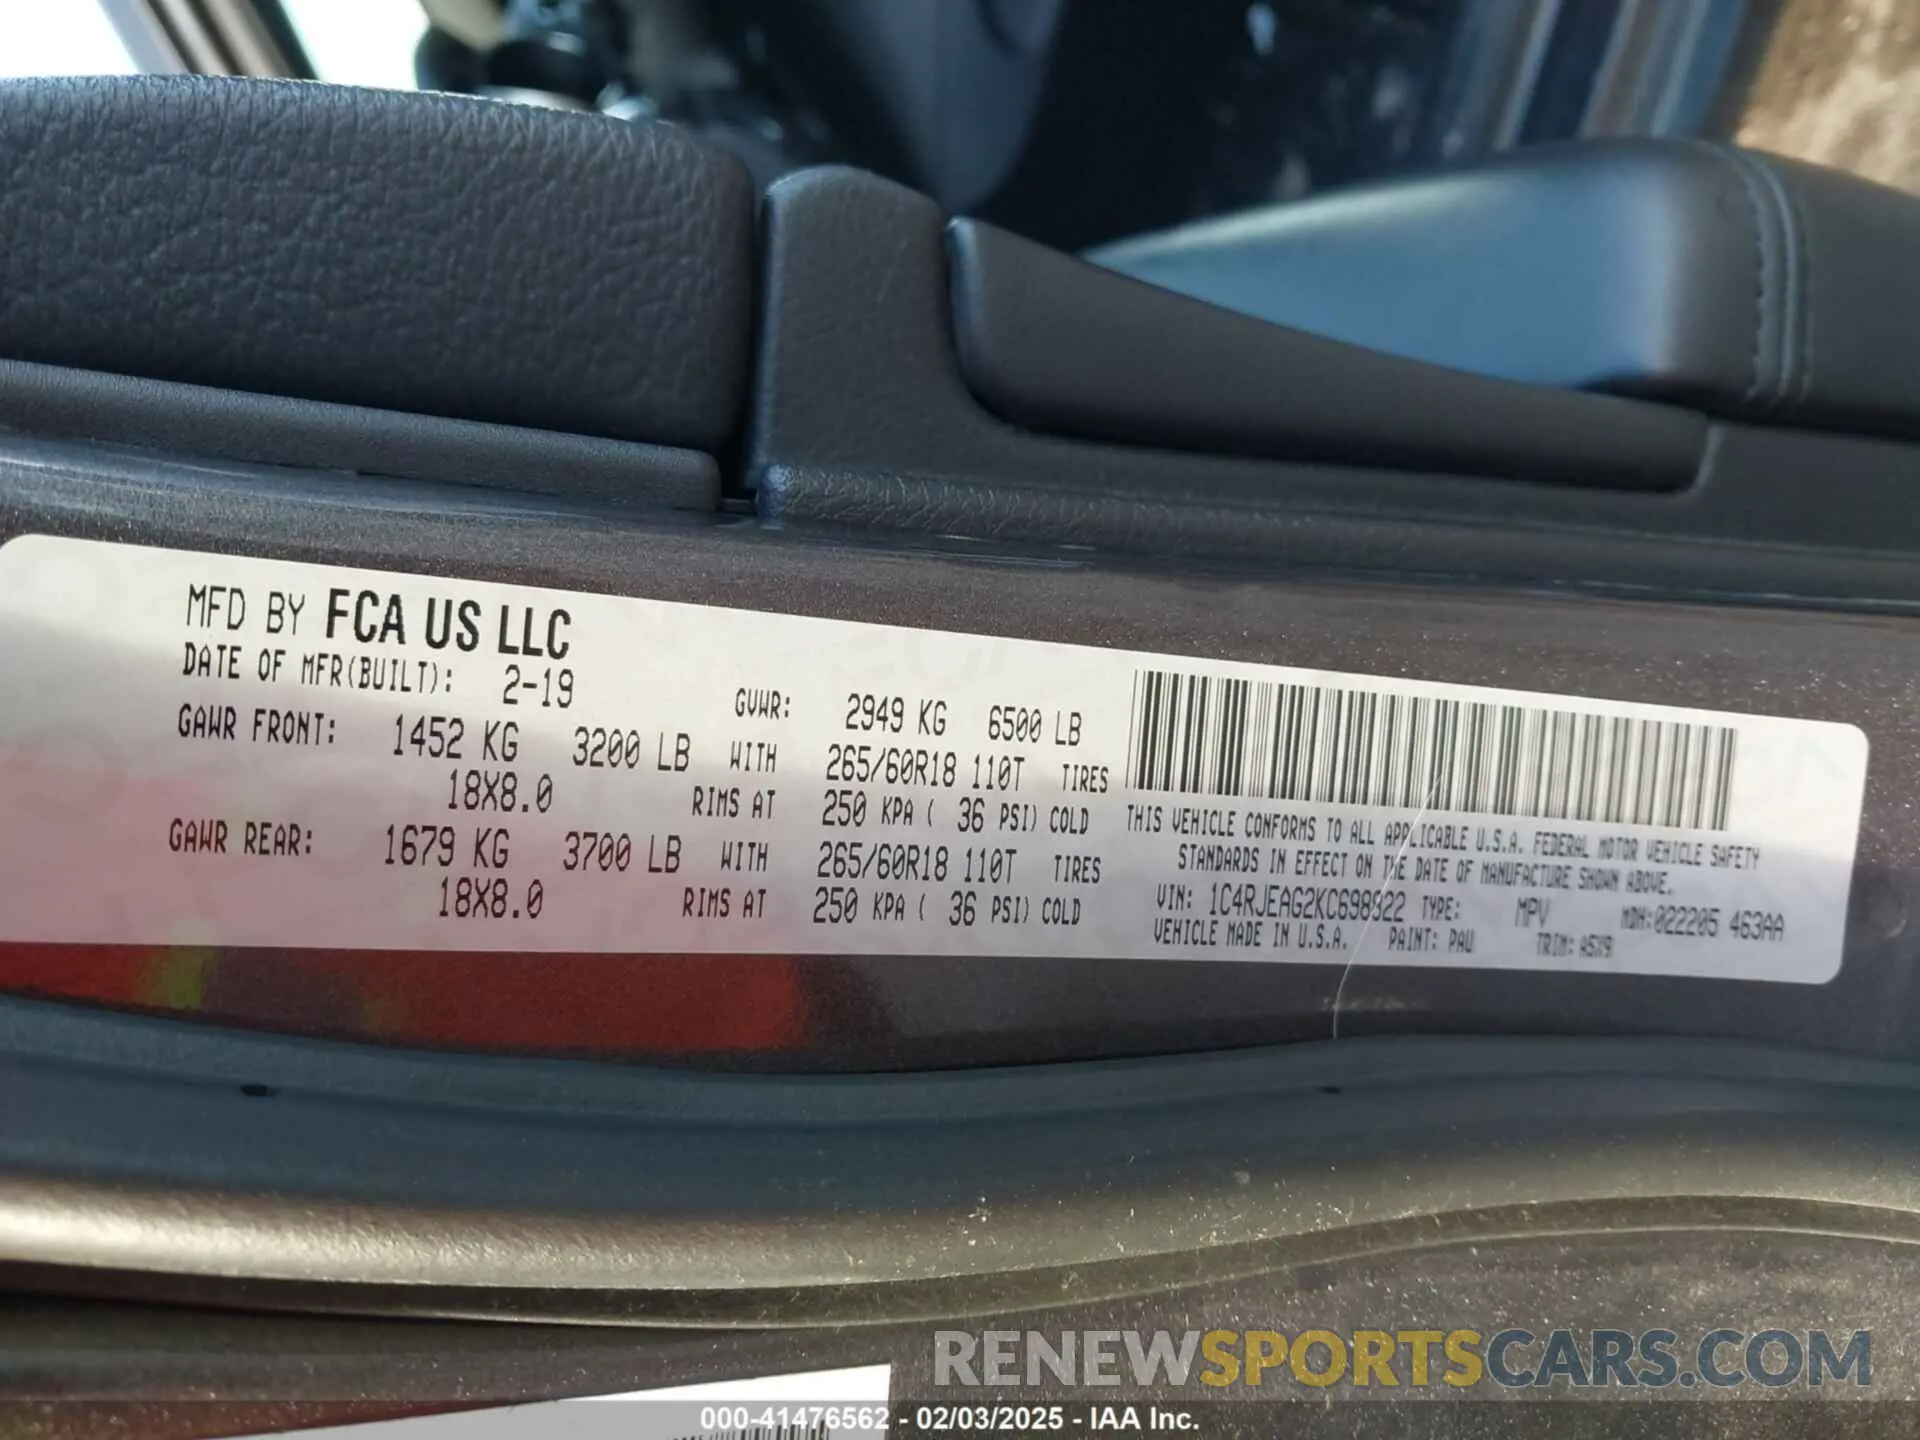 MFD BY FCA US LLC
DATE OF MFR(BUILT): 2-19 GVWR: 2949 KG 6500 LB
GAWR FRONT: 1452 KG 3200 LB WITH 265/60R18 110T TIRES
18X8.0 RIMS AT 250 KPA ( 36 PSI) COLD
GAWR REAR: 1679 KG 3700 LB WITH 265/60R18 110T TIRES
18X8.0 RIMS AT 250 KPA ( 36 PSI) COLD
THIS VEHICLE CONFORMS TO ALL APPLICABLE U.S.A. FEDERAL MOTOR VEHICLE SAFETY
STANDARDS IN EFFECT ON THE DATE OF MANUFACTURE SHOWN ABOVE.
VIN: 1C4RJEAG2KC698922 TYPE: MPV MDH:022205 463AA
VEHICLE MADE IN U.S.A. PAINT: PAU TRIM: A5X9
RENEWSPORTSCARS.COM
000-41476562 - 02/03/2025 - IAA Inc.